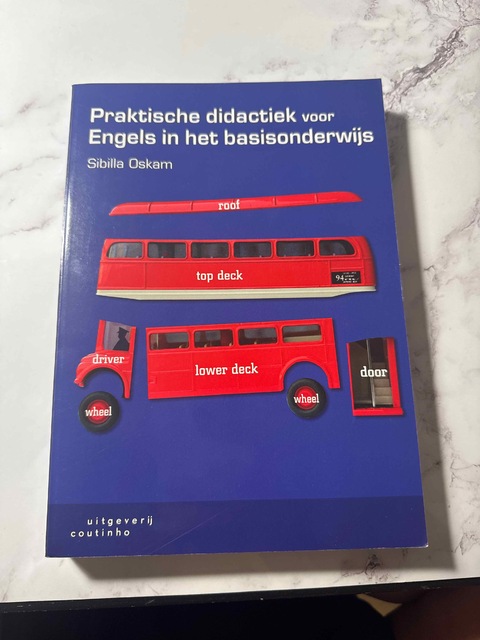 Praktische didactiek voor
Engels in het basisonderwijs
Sibilla Oskam
roof
top deck
94
driver
lower deck
door
wheel
wheel
uitgeverij
coutinho